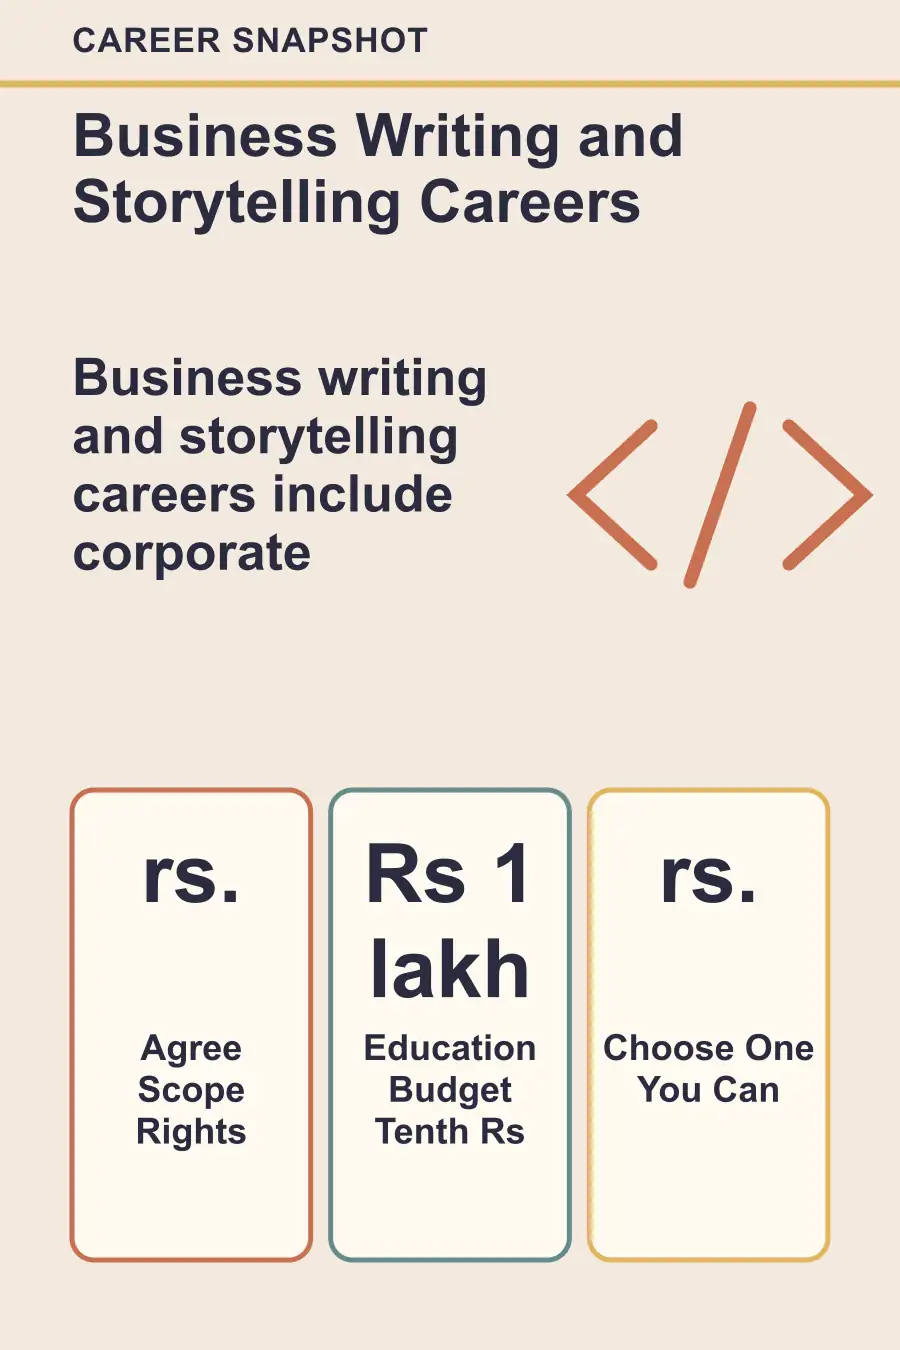 CAREER SNAPSHOT
Business Writing and
Storytelling Careers
Business writing
and storytelling
careers include
corporate
rs.
Agree
Scope
Rights
Rs 1
lakh
Education
Budget
Tenth Rs
rs.
Choose One
You Can